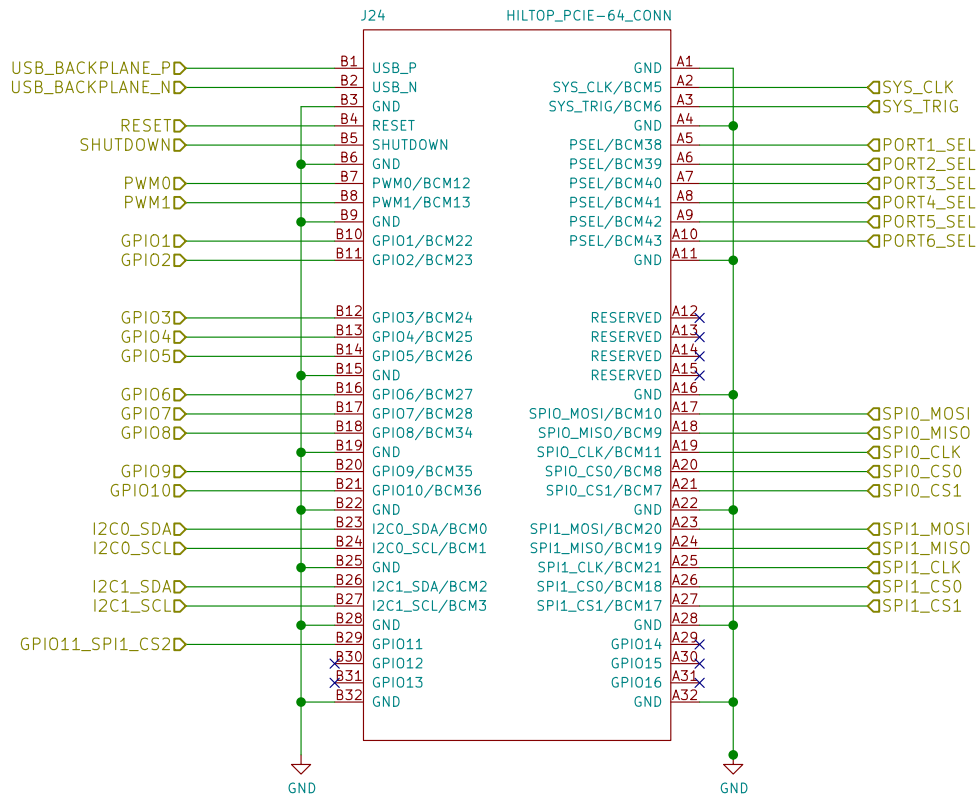 J24 HILTOP_PCIE-64_CONN
USB_BACKPLANE_P B1 USB_P GND A1
USB_BACKPLANE_N B2 USB_N SYS_CLK/BCM5 A2 SYS_CLK
B3 GND SYS_TRIG/BCM6 A3 SYS_TRIG
RESET B4 RESET GND A4
SHUTDOWN B5 SHUTDOWN PSEL/BCM38 A5 PORT1_SEL
B6 GND PSEL/BCM39 A6 PORT2_SEL
PWM0 B7 PWM0/BCM12 PSEL/BCM40 A7 PORT3_SEL
PWM1 B8 PWM1/BCM13 PSEL/BCM41 A8 PORT4_SEL
B9 GND PSEL/BCM42 A9 PORT5_SEL
GPIO1 B10 GPIO1/BCM22 PSEL/BCM43 A10 PORT6_SEL
GPIO2 B11 GPIO2/BCM23 GND A11
GPIO3 B12 GPIO3/BCM24 RESERVED A12
GPIO4 B13 GPIO4/BCM25 RESERVED A13
GPIO5 B14 GPIO5/BCM26 RESERVED A14
B15 GND RESERVED A15
GPIO6 B16 GPIO6/BCM27 GND A16
GPIO7 B17 GPIO7/BCM28 SPIO_MOSI/BCM10 A17 SPI0_MOSI
GPIO8 B18 GPIO8/BCM34 SPIO_MISO/BCM9 A18 SPI0_MISO
B19 GND SPIO_CLK/BCM11 A19 SPI0_CLK
GPIO9 B20 GPIO9/BCM35 SPIO_CS0/BCM8 A20 SPI0_CS0
GPIO10 B21 GPIO10/BCM36 SPI0_CS1/BCM7 A21 SPI0_CS1
B22 GND GND A22
I2C0_SDA B23 I2C0_SDA/BCM0 SPI1_MOSI/BCM20 A23 SPI1_MOSI
I2C0_SCL B24 I2C0_SCL/BCM1 SPI1_MISO/BCM19 A24 SPI1_MISO
B25 GND SPI1_CLK/BCM21 A25 SPI1_CLK
I2C1_SDA B26 I2C1_SDA/BCM2 SPI1_CS0/BCM18 A26 SPI1_CS0
I2C1_SCL B27 I2C1_SCL/BCM3 SPI1_CS1/BCM17 A27 SPI1_CS1
B28 GND GND A28
GPIO11_SPI1_CS2 B29 GPIO11 GPIO14 A29
B30 GPIO12 GPIO15 A30
B31 GPIO13 GPIO16 A31
B32 GND GND A32
GND GND